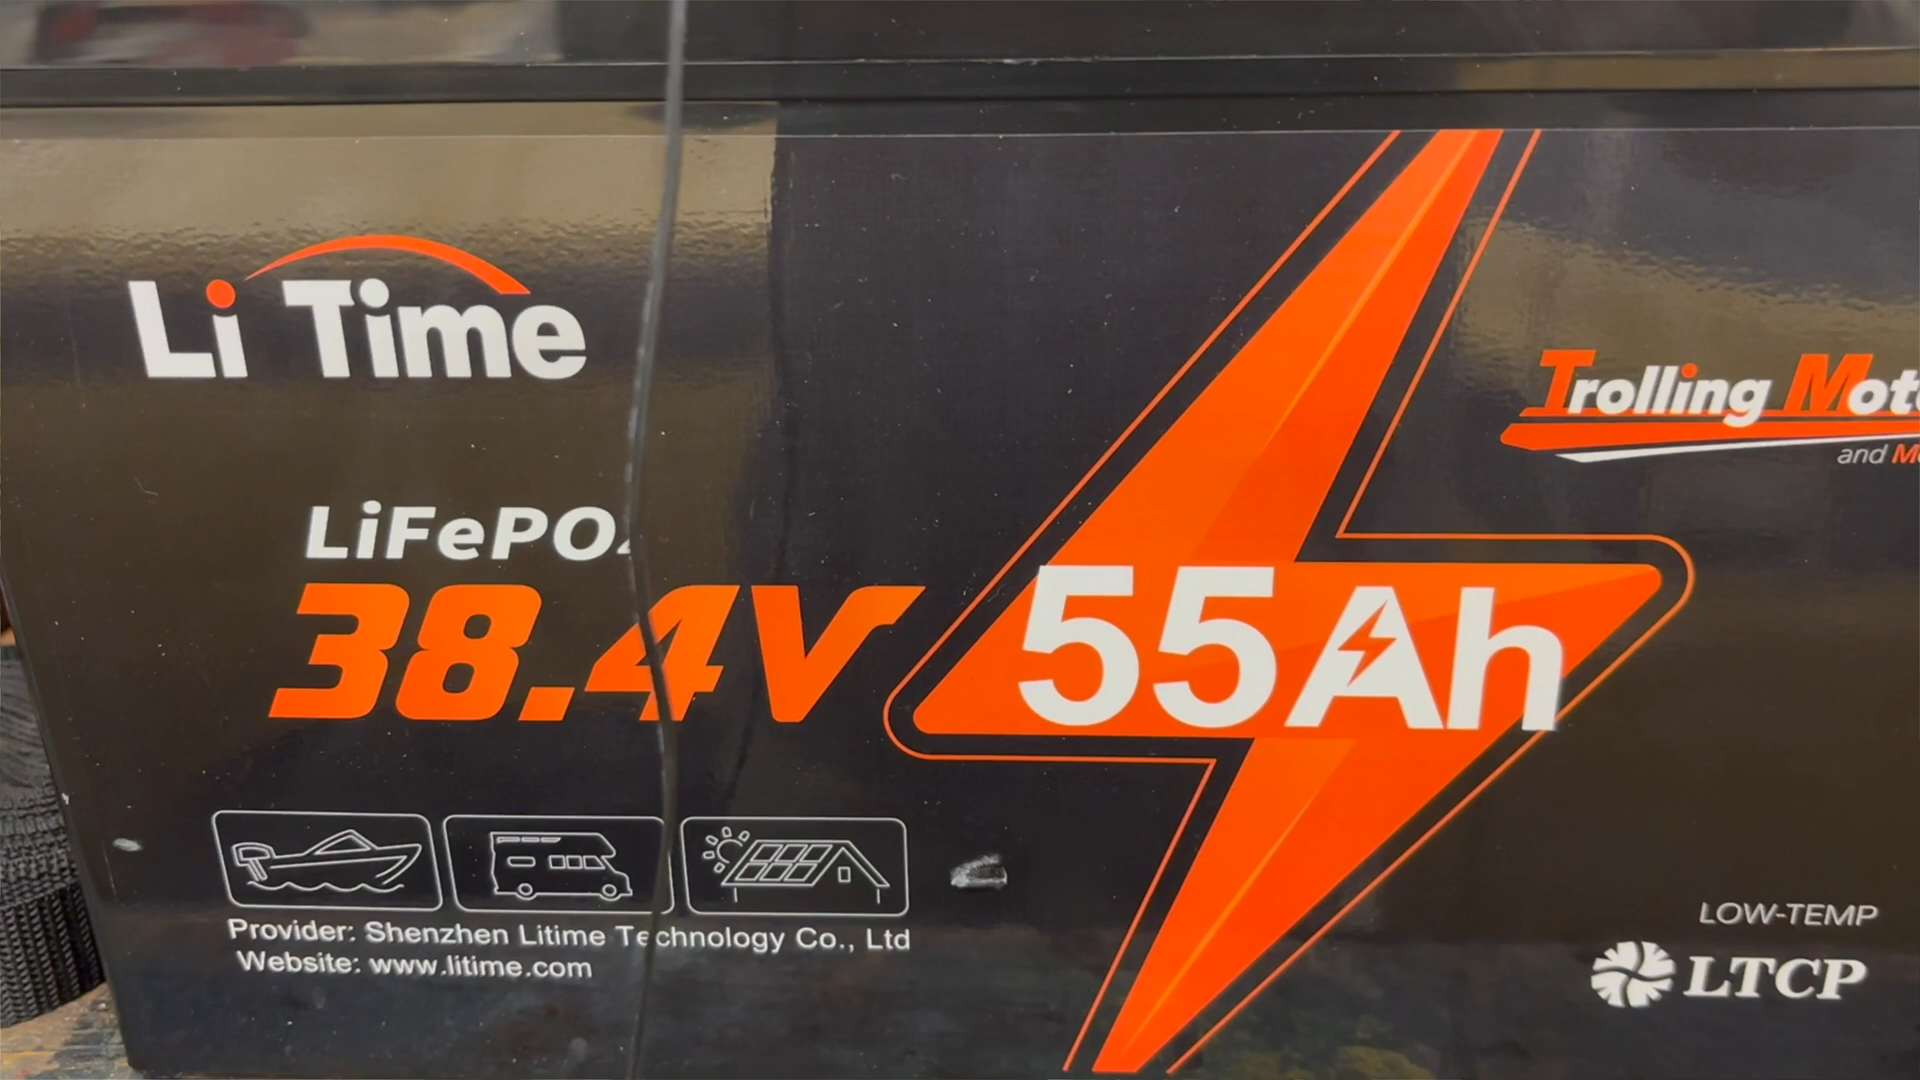 Li Time
Trolling
and
LiFePO
38.4V
55Ah
Provider: Shenzhen Litime Technology Co., Ltd
Website: www.litime.com
LOW-TEMP
LTCP